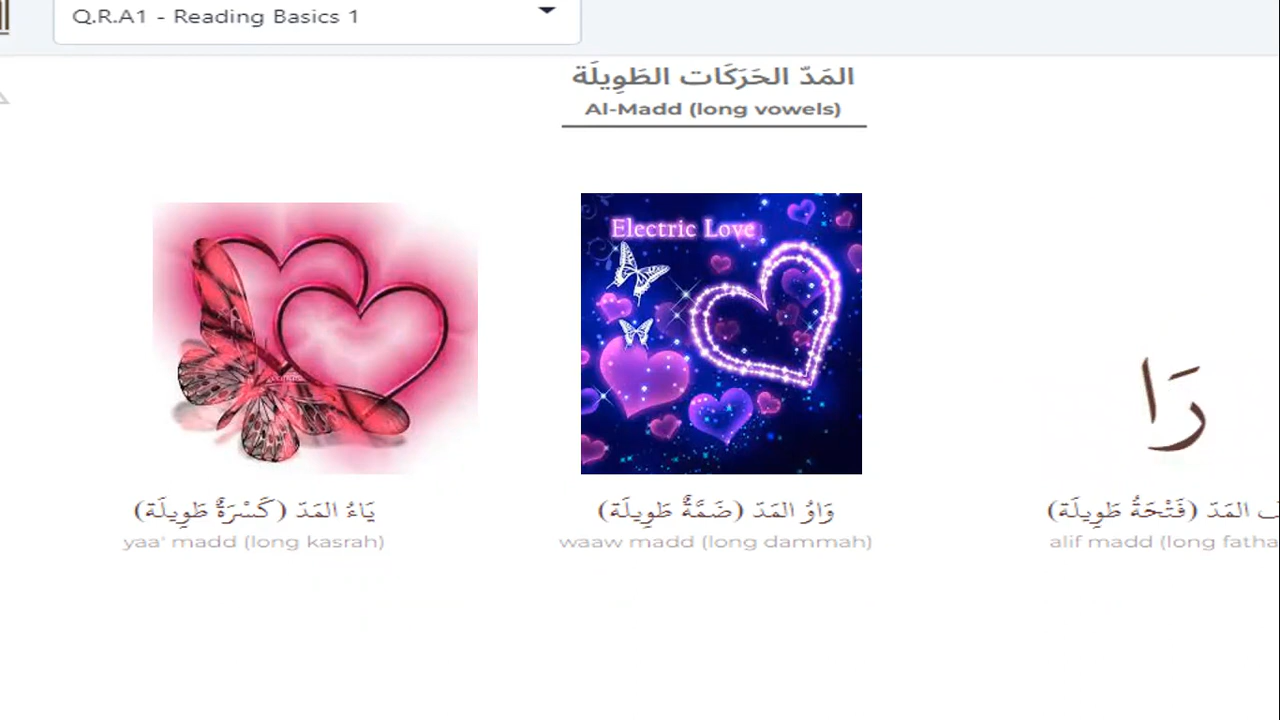 Q.R.A1 - Reading Basics 1
المَدّ الحَرَكَات الطَوِيلَة
Al-Madd (long vowels)
Electric Love
رَا
يَاءُ المَدّ (كَسْرَةٌ طَوِيلَة)
وَاوُ المَدّ (ضَمَّةٌ طَوِيلَة)
المَدّ (فَتْحَةُ طَوِيلَة)
yaa' madd (long kasrah)
waaw madd (long dammah)
alif madd (long fatha